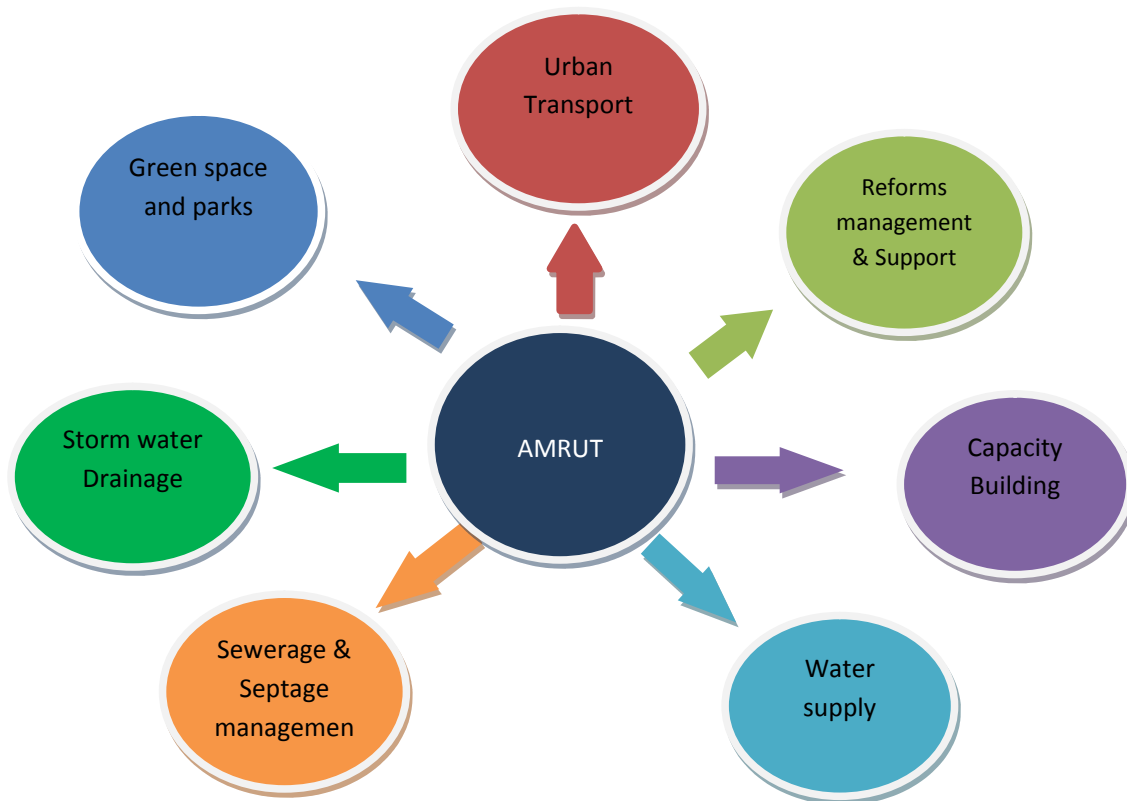 Urban
Transport
Green space
and parks
Reforms
management
& Support
AMRUT
Storm water
Drainage
Capacity
Building
Sewerage &
Septage
managemen
Water
supply